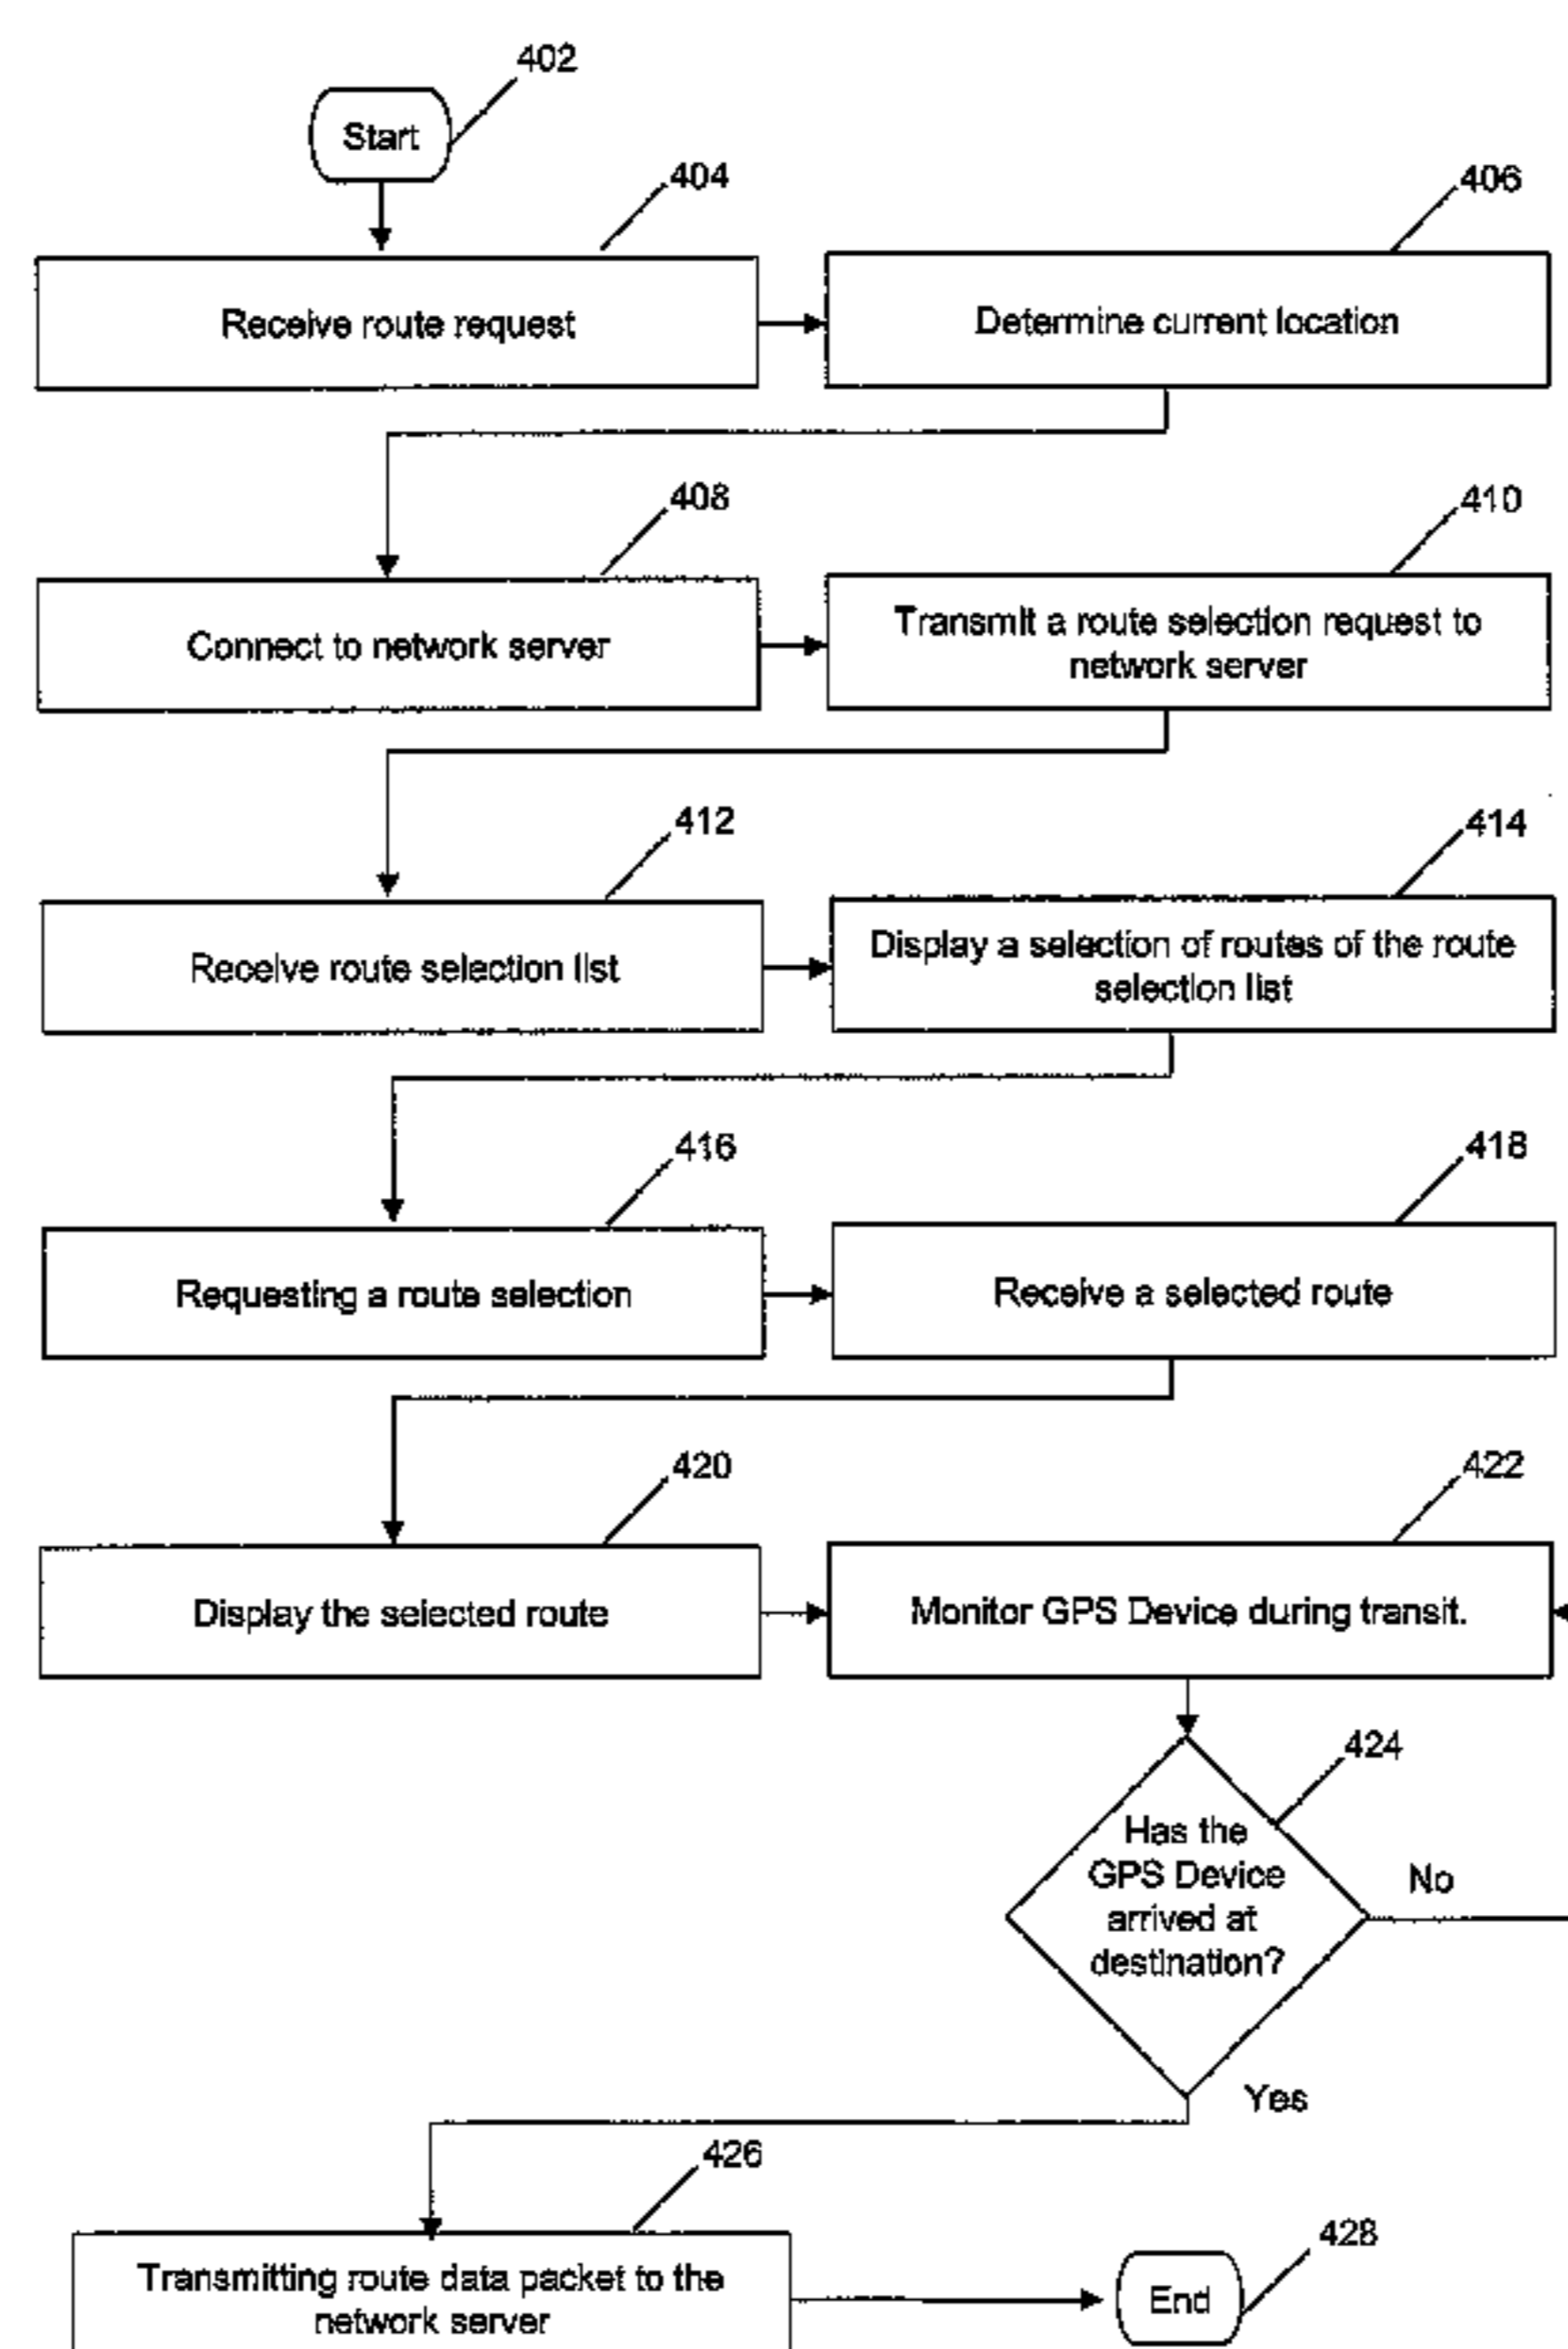 402
Start
404
406
Receive route request
Determine current location
408
410
Connect to network server
Transmit a route selection request to
network server
412
414
Receive route selection list
Display a selection of routes of the route
selection list
416
418
Requesting a route selection
Receive a selected route
420
422
Display the selected route
Monitor GPS Device during transit.
424
Has the
GPS Device
arrived at
destination?
No
Yes
426
428
Transmitting route data packet to the
network server
End